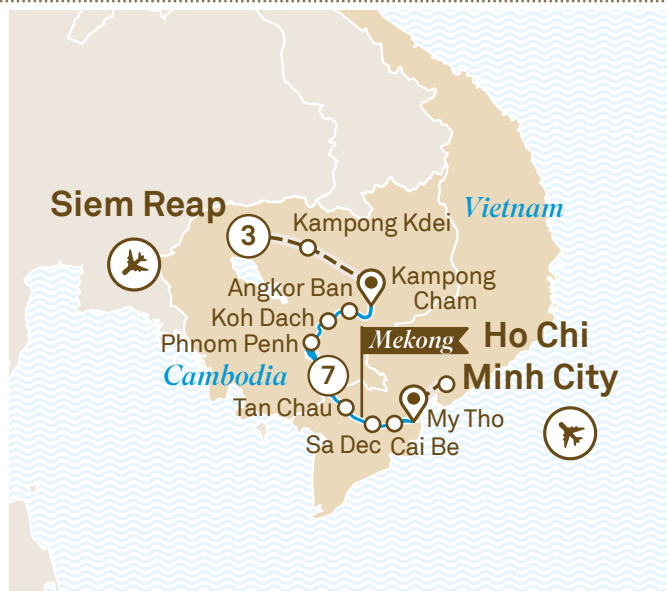 Siem Reap
3
Kampong Kdei
Vietnam
Angkor Ban
Kampong
Cham
Koh Dach
Phnom Penh
Mekong
Ho Chi
Minh City
Cambodia
7
Tan Chau
My Tho
Sa Dec
Cai Be